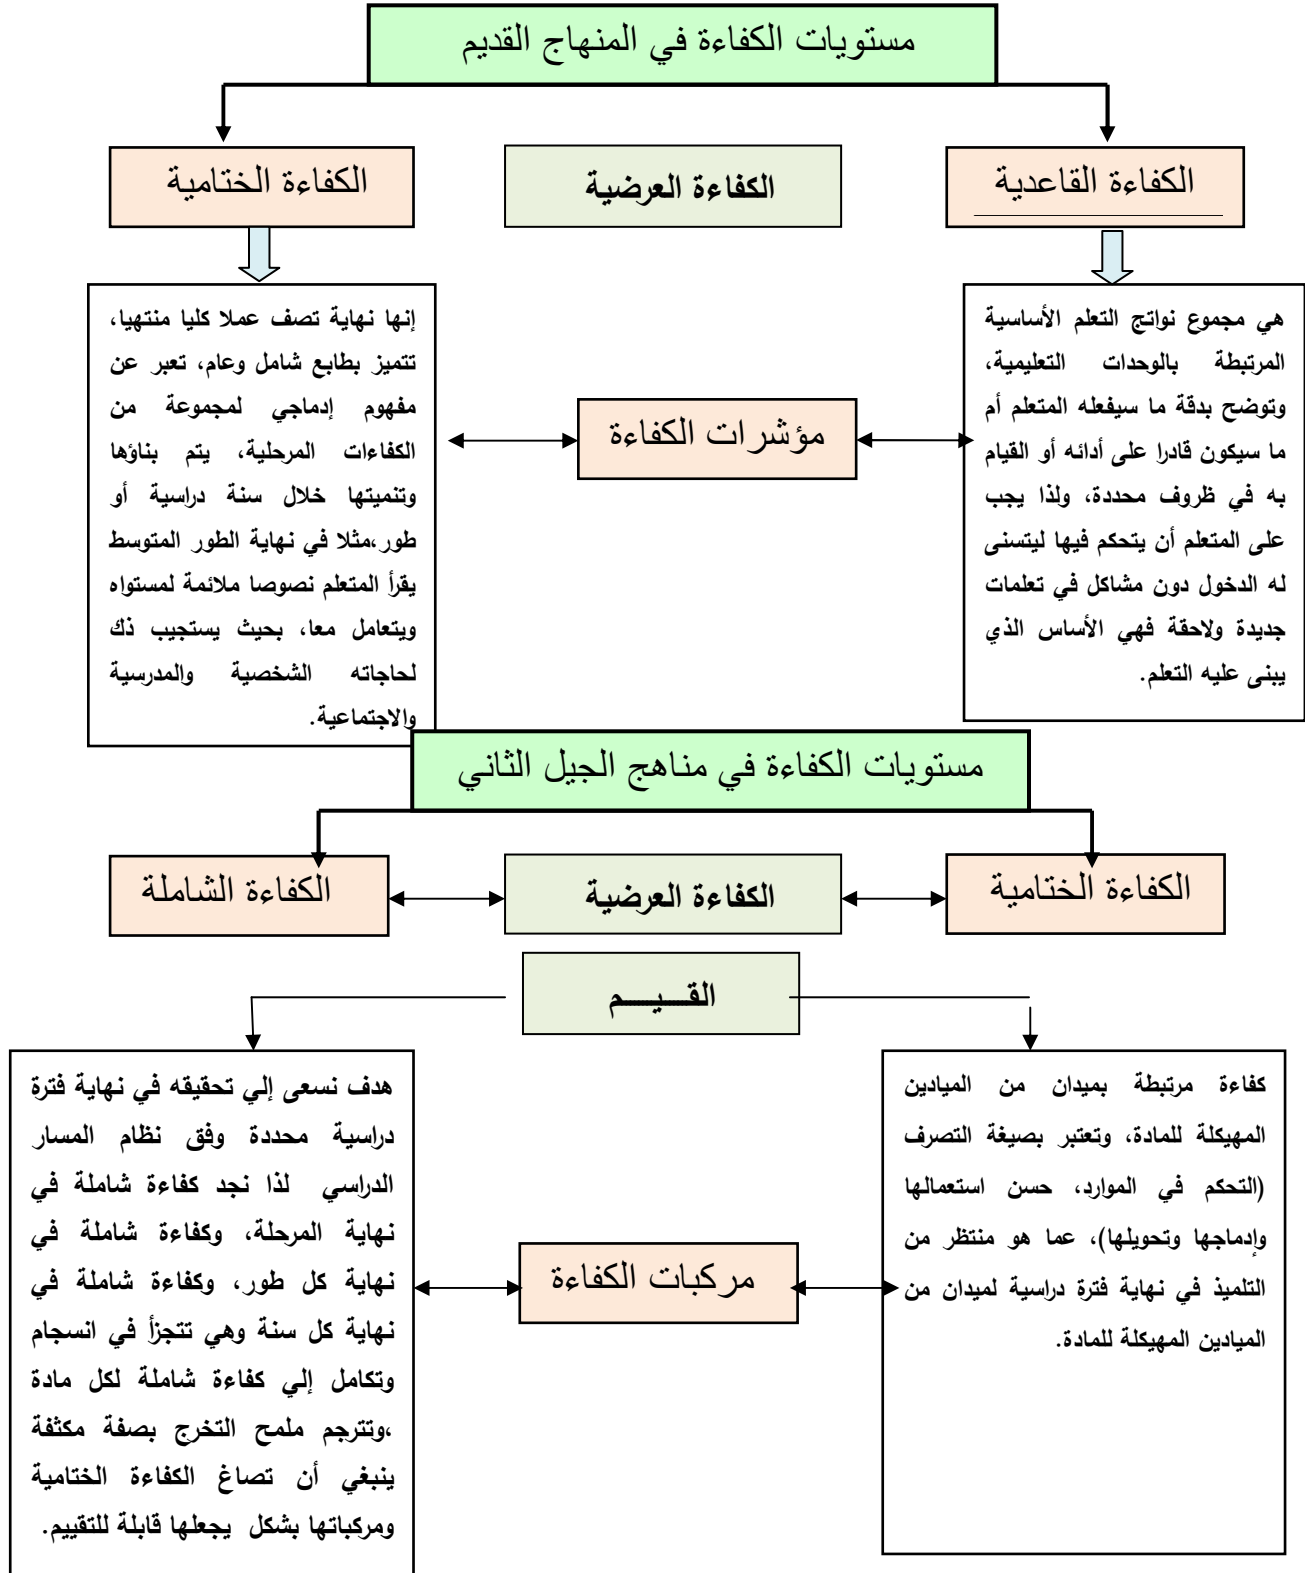 مستويات الكفاءة في المنهاج القديم
الكفاءة القاعدية
الكفاءة العرضية
الكفاءة الختامية
هي مجموع نواتج التعلم الأساسية
المرتبطة بالوحدات التعليمية،
وتوضح بدقة ما سيفعله المتعلم أم
ما سيكون قادرا على أدائه أو القيام
به في ظروف محددة، ولذا يجب
على المتعلم أن يتحكم فيها ليتسنى
له الدخول دون مشاكل في تعلمات
جديدة ولاحقة فهي الأساس الذي
يبنى عليه التعلم.
مؤشرات الكفاءة
إنها نهاية تصف عملا كليا منتهيا،
تتميز بطابع شامل وعام، تعبر عن
مفهوم إدماجي لمجموعة من
الكفاءات المرحلية، يتم بناؤها
وتنميتها خلال سنة دراسية أو
طور،مثلا في نهاية الطور المتوسط
يقرأ المتعلم نصوصا ملائمة لمستواه
ويتعامل معا، بحيث يستجيب ذك
لحاجاته الشخصية والمدرسية
والاجتماعية.
مستويات الكفاءة في مناهج الجيل الثاني
الكفاءة الختامية
الكفاءة العرضية
الكفاءة الشاملة
القـــيـــــم
كفاءة مرتبطة بميدان من الميادين
المهيكلة للمادة، وتعتبر بصيغة التصرف
(التحكم في الموارد، حسن استعمالها
وإدماجها وتحويلها)، عما هو منتظر من
التلميذ في نهاية فترة دراسية لميدان من
الميادين المهيكلة للمادة.
مركبات الكفاءة
هدف نسعى إلي تحقيقه في نهاية فترة
دراسية محددة وفق نظام المسار
الدراسي لذا نجد كفاءة شاملة في
نهاية المرحلة، وكفاءة شاملة في
نهاية كل طور، وكفاءة شاملة في
نهاية كل سنة وهي تتجزأ في انسجام
وتكامل إلي كفاءة شاملة لكل مادة
،وتترجم ملمح التخرج بصفة مكثفة
ينبغي أن تصاغ الكفاءة الختامية
ومركباتها بشكل يجعلها قابلة للتقييم.